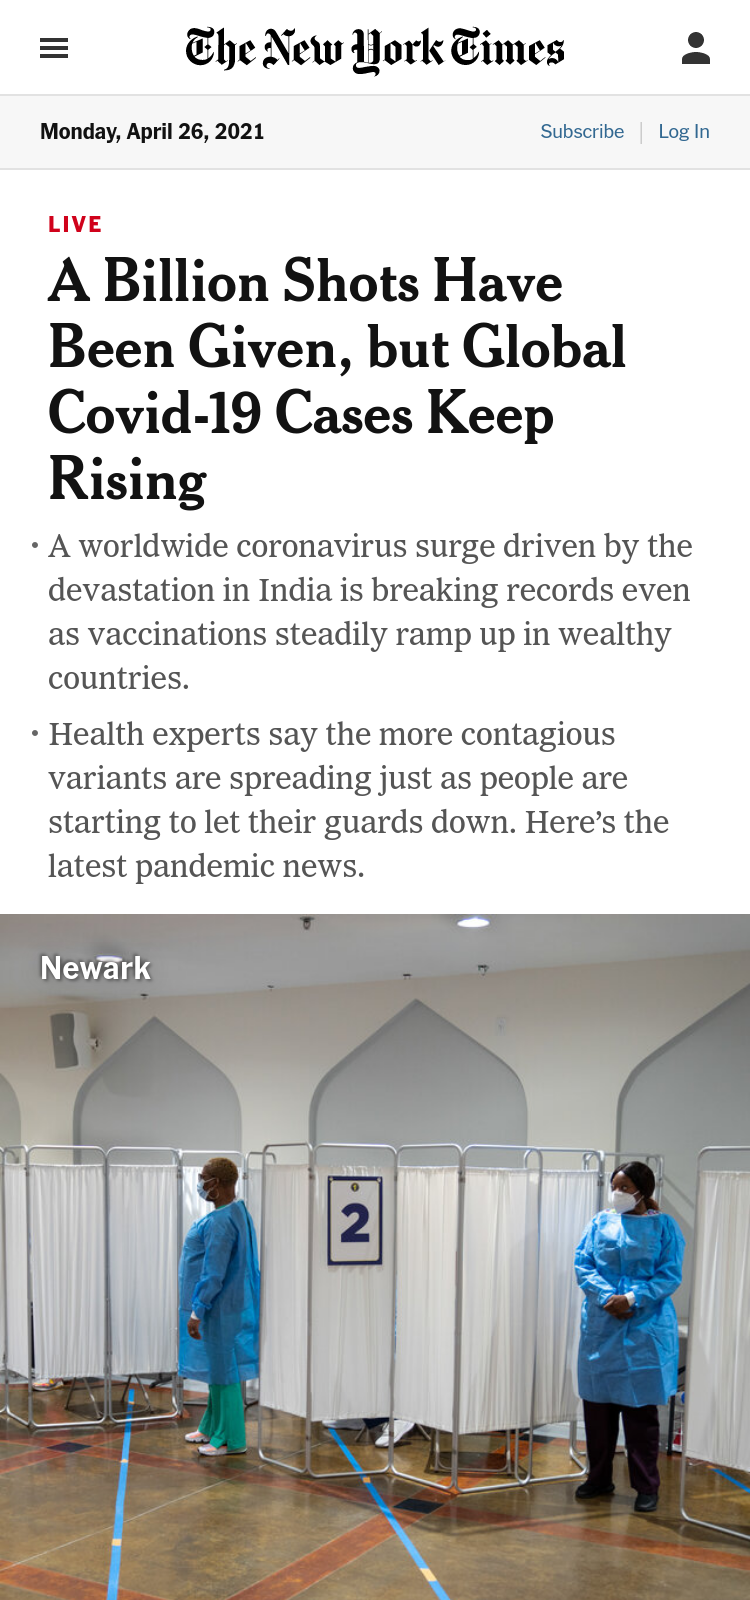 The New York Times
Monday, April 26, 2021
Subscribe | Log In
LIVE
A Billion Shots Have
Been Given, but Global
Covid-19 Cases Keep
Rising
• A worldwide coronavirus surge driven by the
devastation in India is breaking records even
as vaccinations steadily ramp up in wealthy
countries.
• Health experts say the more contagious
variants are spreading just as people are
starting to let their guards down. Here’s the
latest pandemic news.
Newark
2